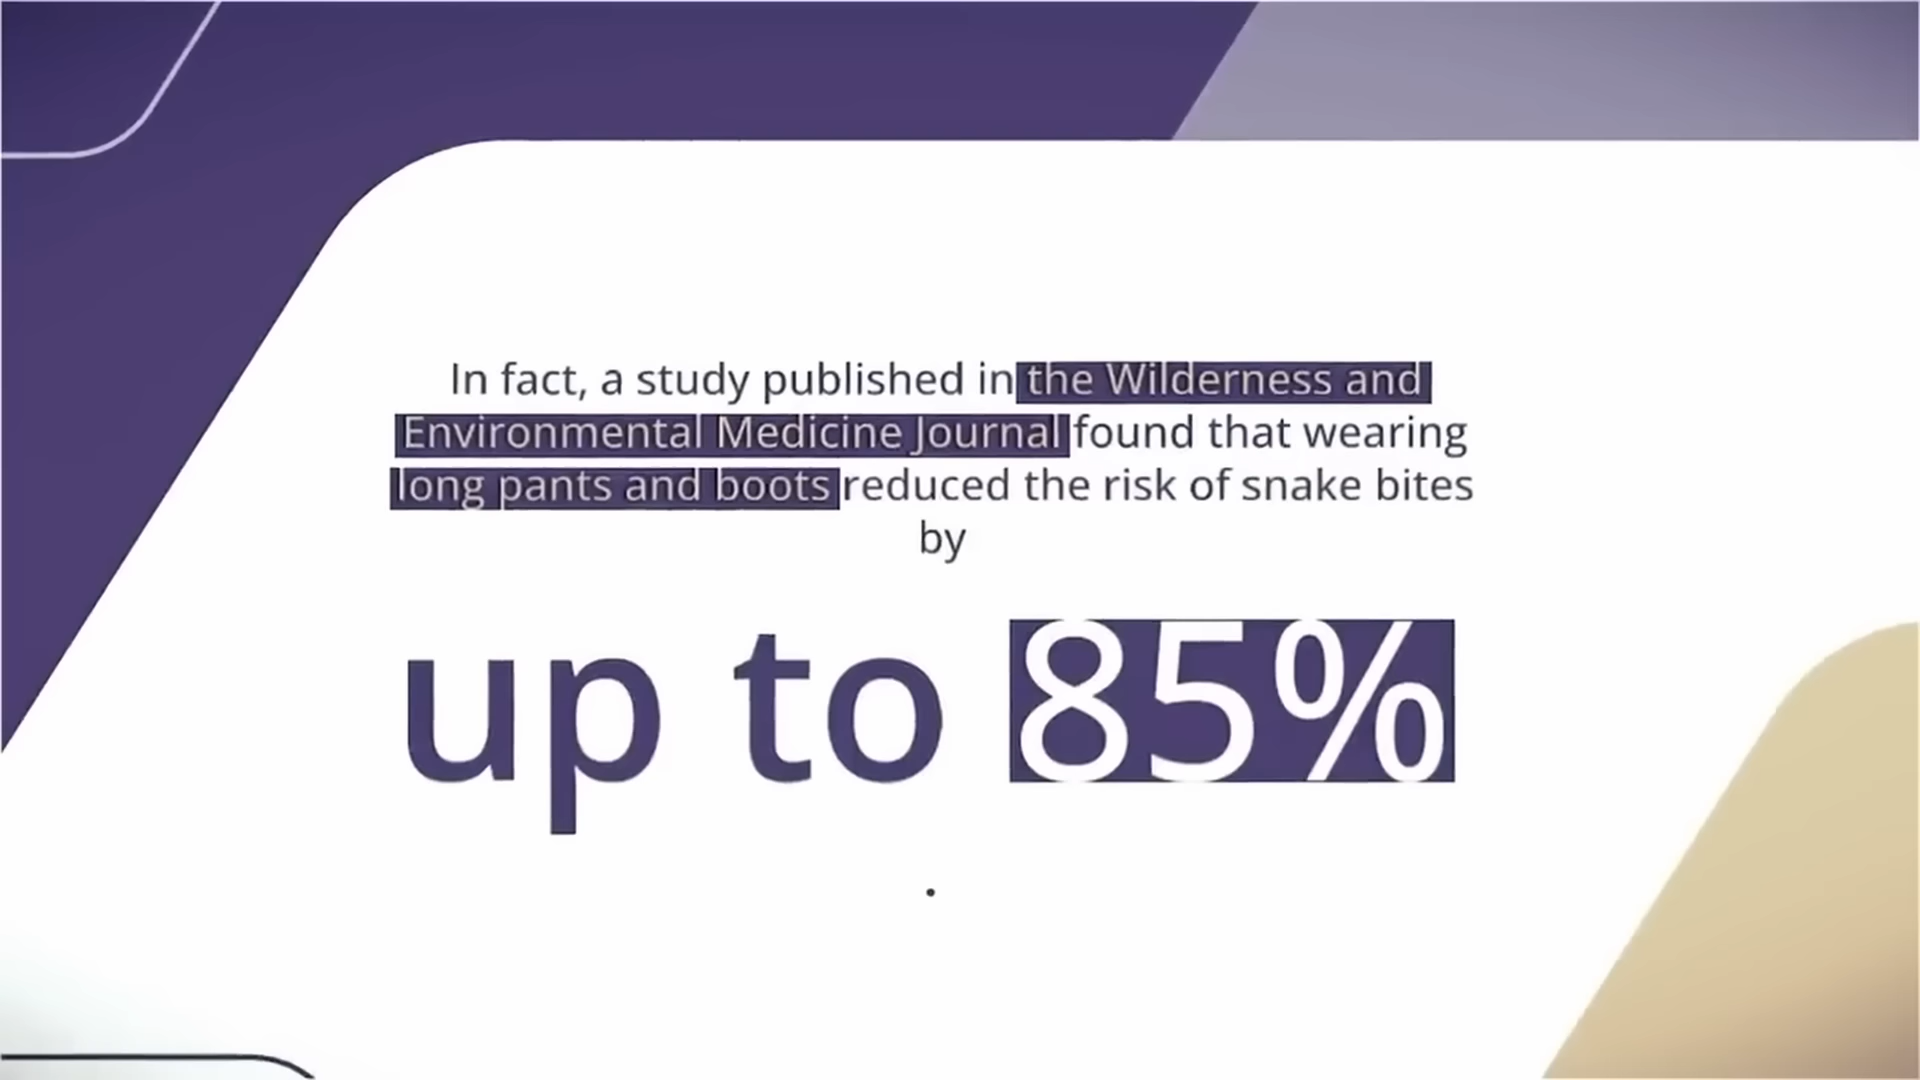 In fact, a study published in the Wilderness and
Environmental Medicine Journal found that wearing
long pants and boots reduced the risk of snake bites
by
up to 85%
.